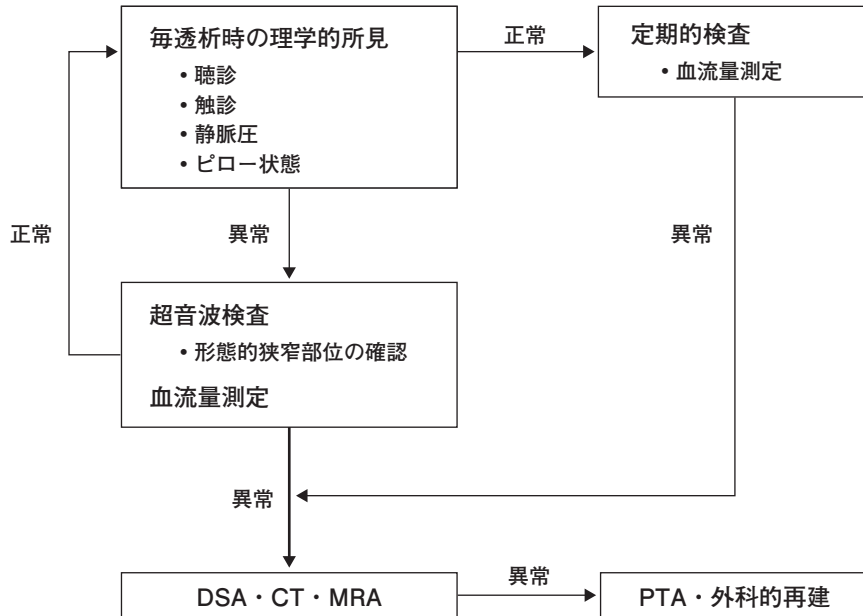 毎透析時の理学的所見
• 聴診
• 触診
• 静脈圧
• ピロー状態
正常
定期的検査
• 血流量測定
正常
異常
異常
超音波検査
• 形態的狭窄部位の確認
血流量測定
異常
DSA・CT・MRA
異常
PTA・外科的再建